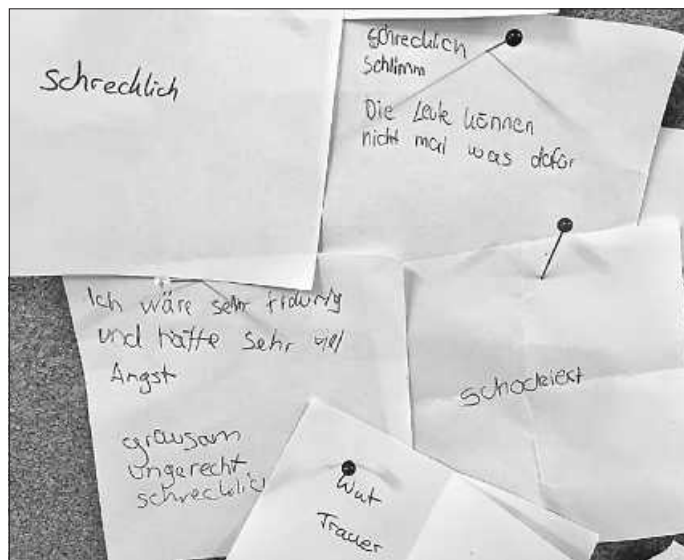 schrecklich
schrecklich
schlimm
Die Leute können
nicht mal was dafür
Ich wäre sehr traurig
und hätte sehr viel
Angst
grausam
ungerecht
schrecklich
schockiert
Wut
Trauer